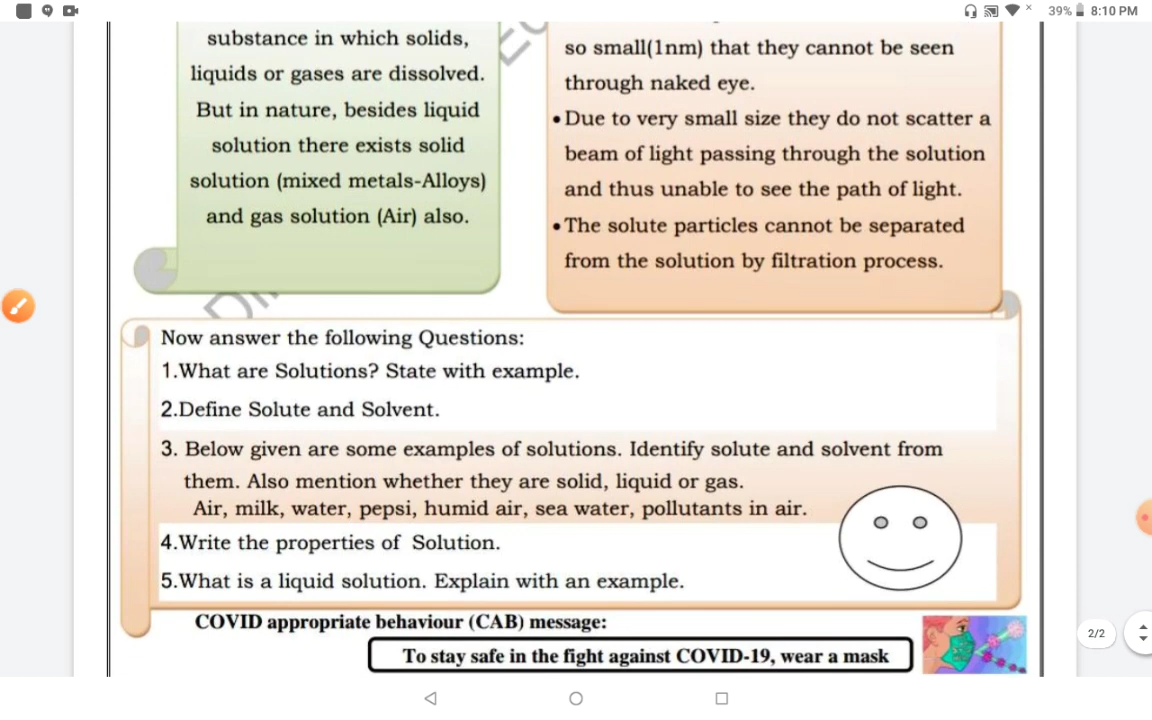 39% 8:10 PM
substance in which solids,
liquids or gases are dissolved.
But in nature, besides liquid
solution there exists solid
solution (mixed metals-Alloys)
and gas solution (Air) also.
so small(1nm) that they cannot be seen
through naked eye.
•Due to very small size they do not scatter a
beam of light passing through the solution
and thus unable to see the path of light.
•The solute particles cannot be separated
from the solution by filtration process.
Now answer the following Questions:
1.What are Solutions? State with example.
2.Define Solute and Solvent.
3. Below given are some examples of solutions. Identify solute and solvent from
them. Also mention whether they are solid, liquid or gas.
Air, milk, water, pepsi, humid air, sea water, pollutants in air.
4.Write the properties of Solution.
5.What is a liquid solution. Explain with an example.
COVID appropriate behaviour (CAB) message:
To stay safe in the fight against COVID-19, wear a mask
2/2